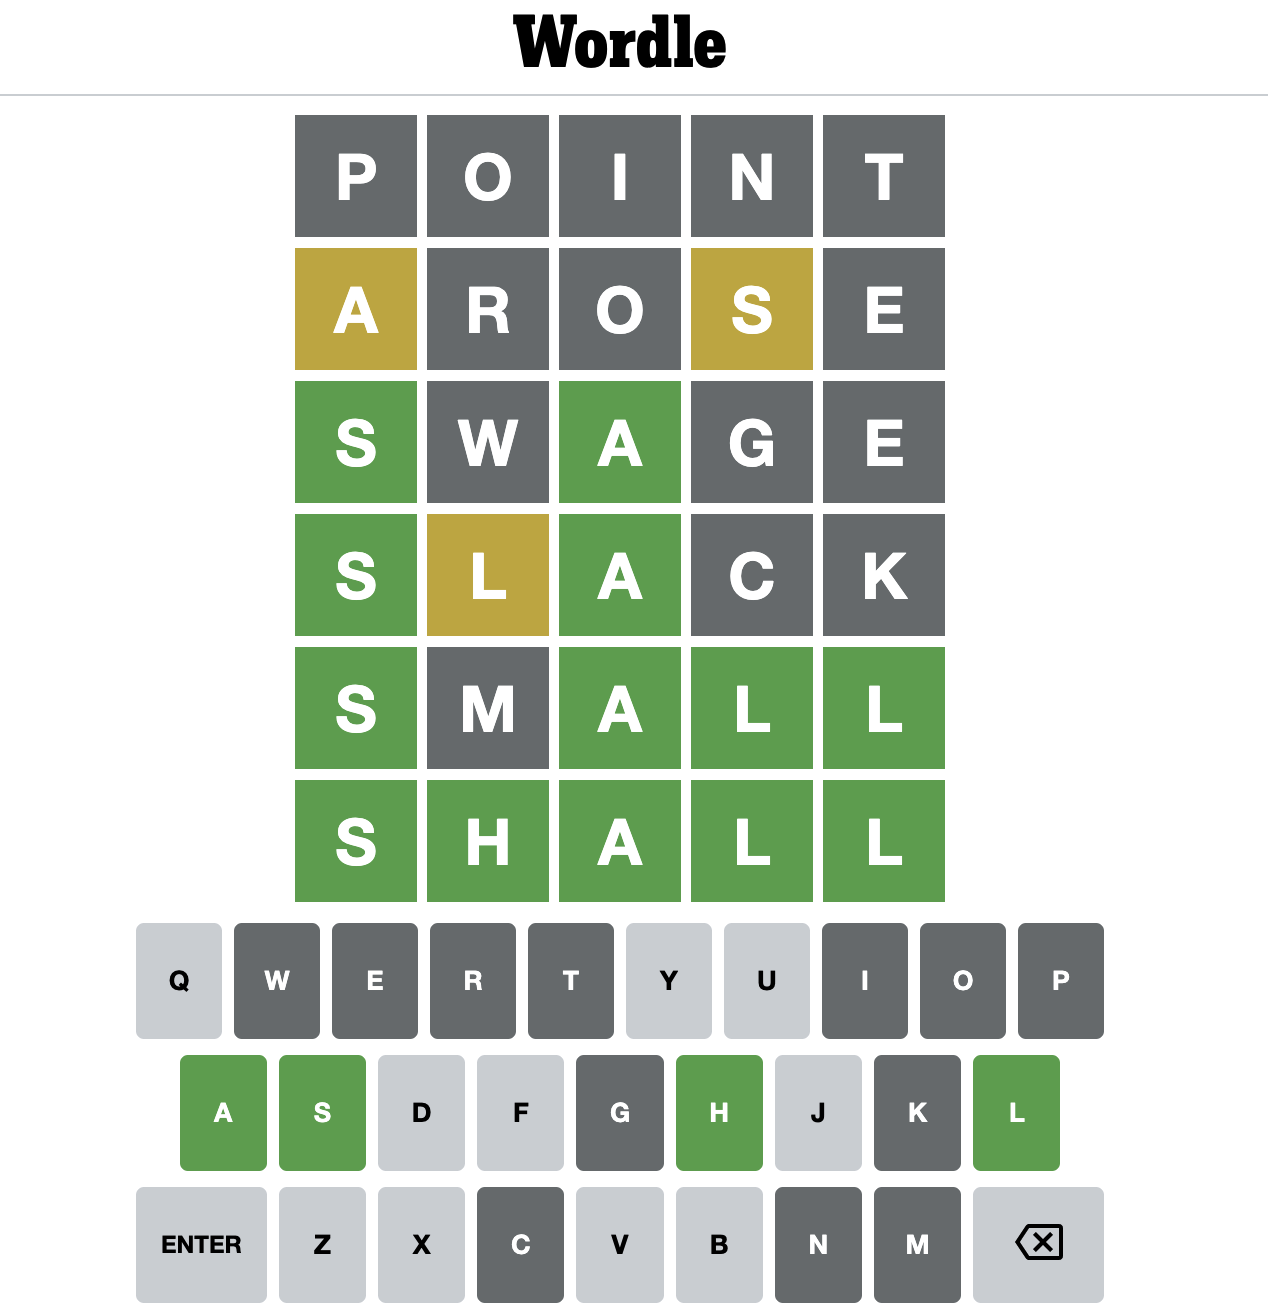 Wordle
P O I N T
A R O S E
S W A G E
S L A C K
S M A L L
S H A L L
Q W E R T Y U I O P
A S D F G H J K L
ENTER Z X C V B N M